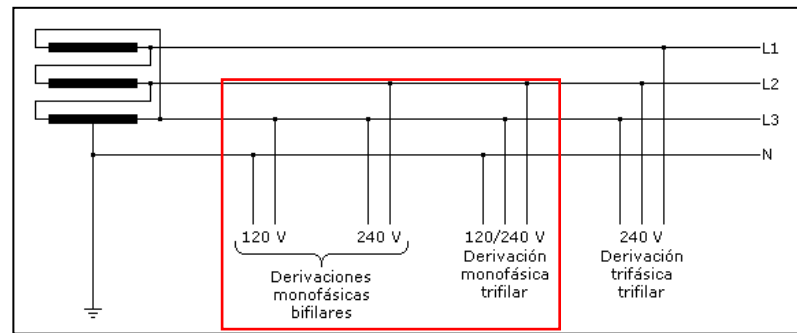 L1
L2
L3
N
120 V
240 V
Derivaciones
monofásicas
bifilares
120/240 V
Derivación
monofásica
trifilar
240 V
Derivación
trifásica
trifilar